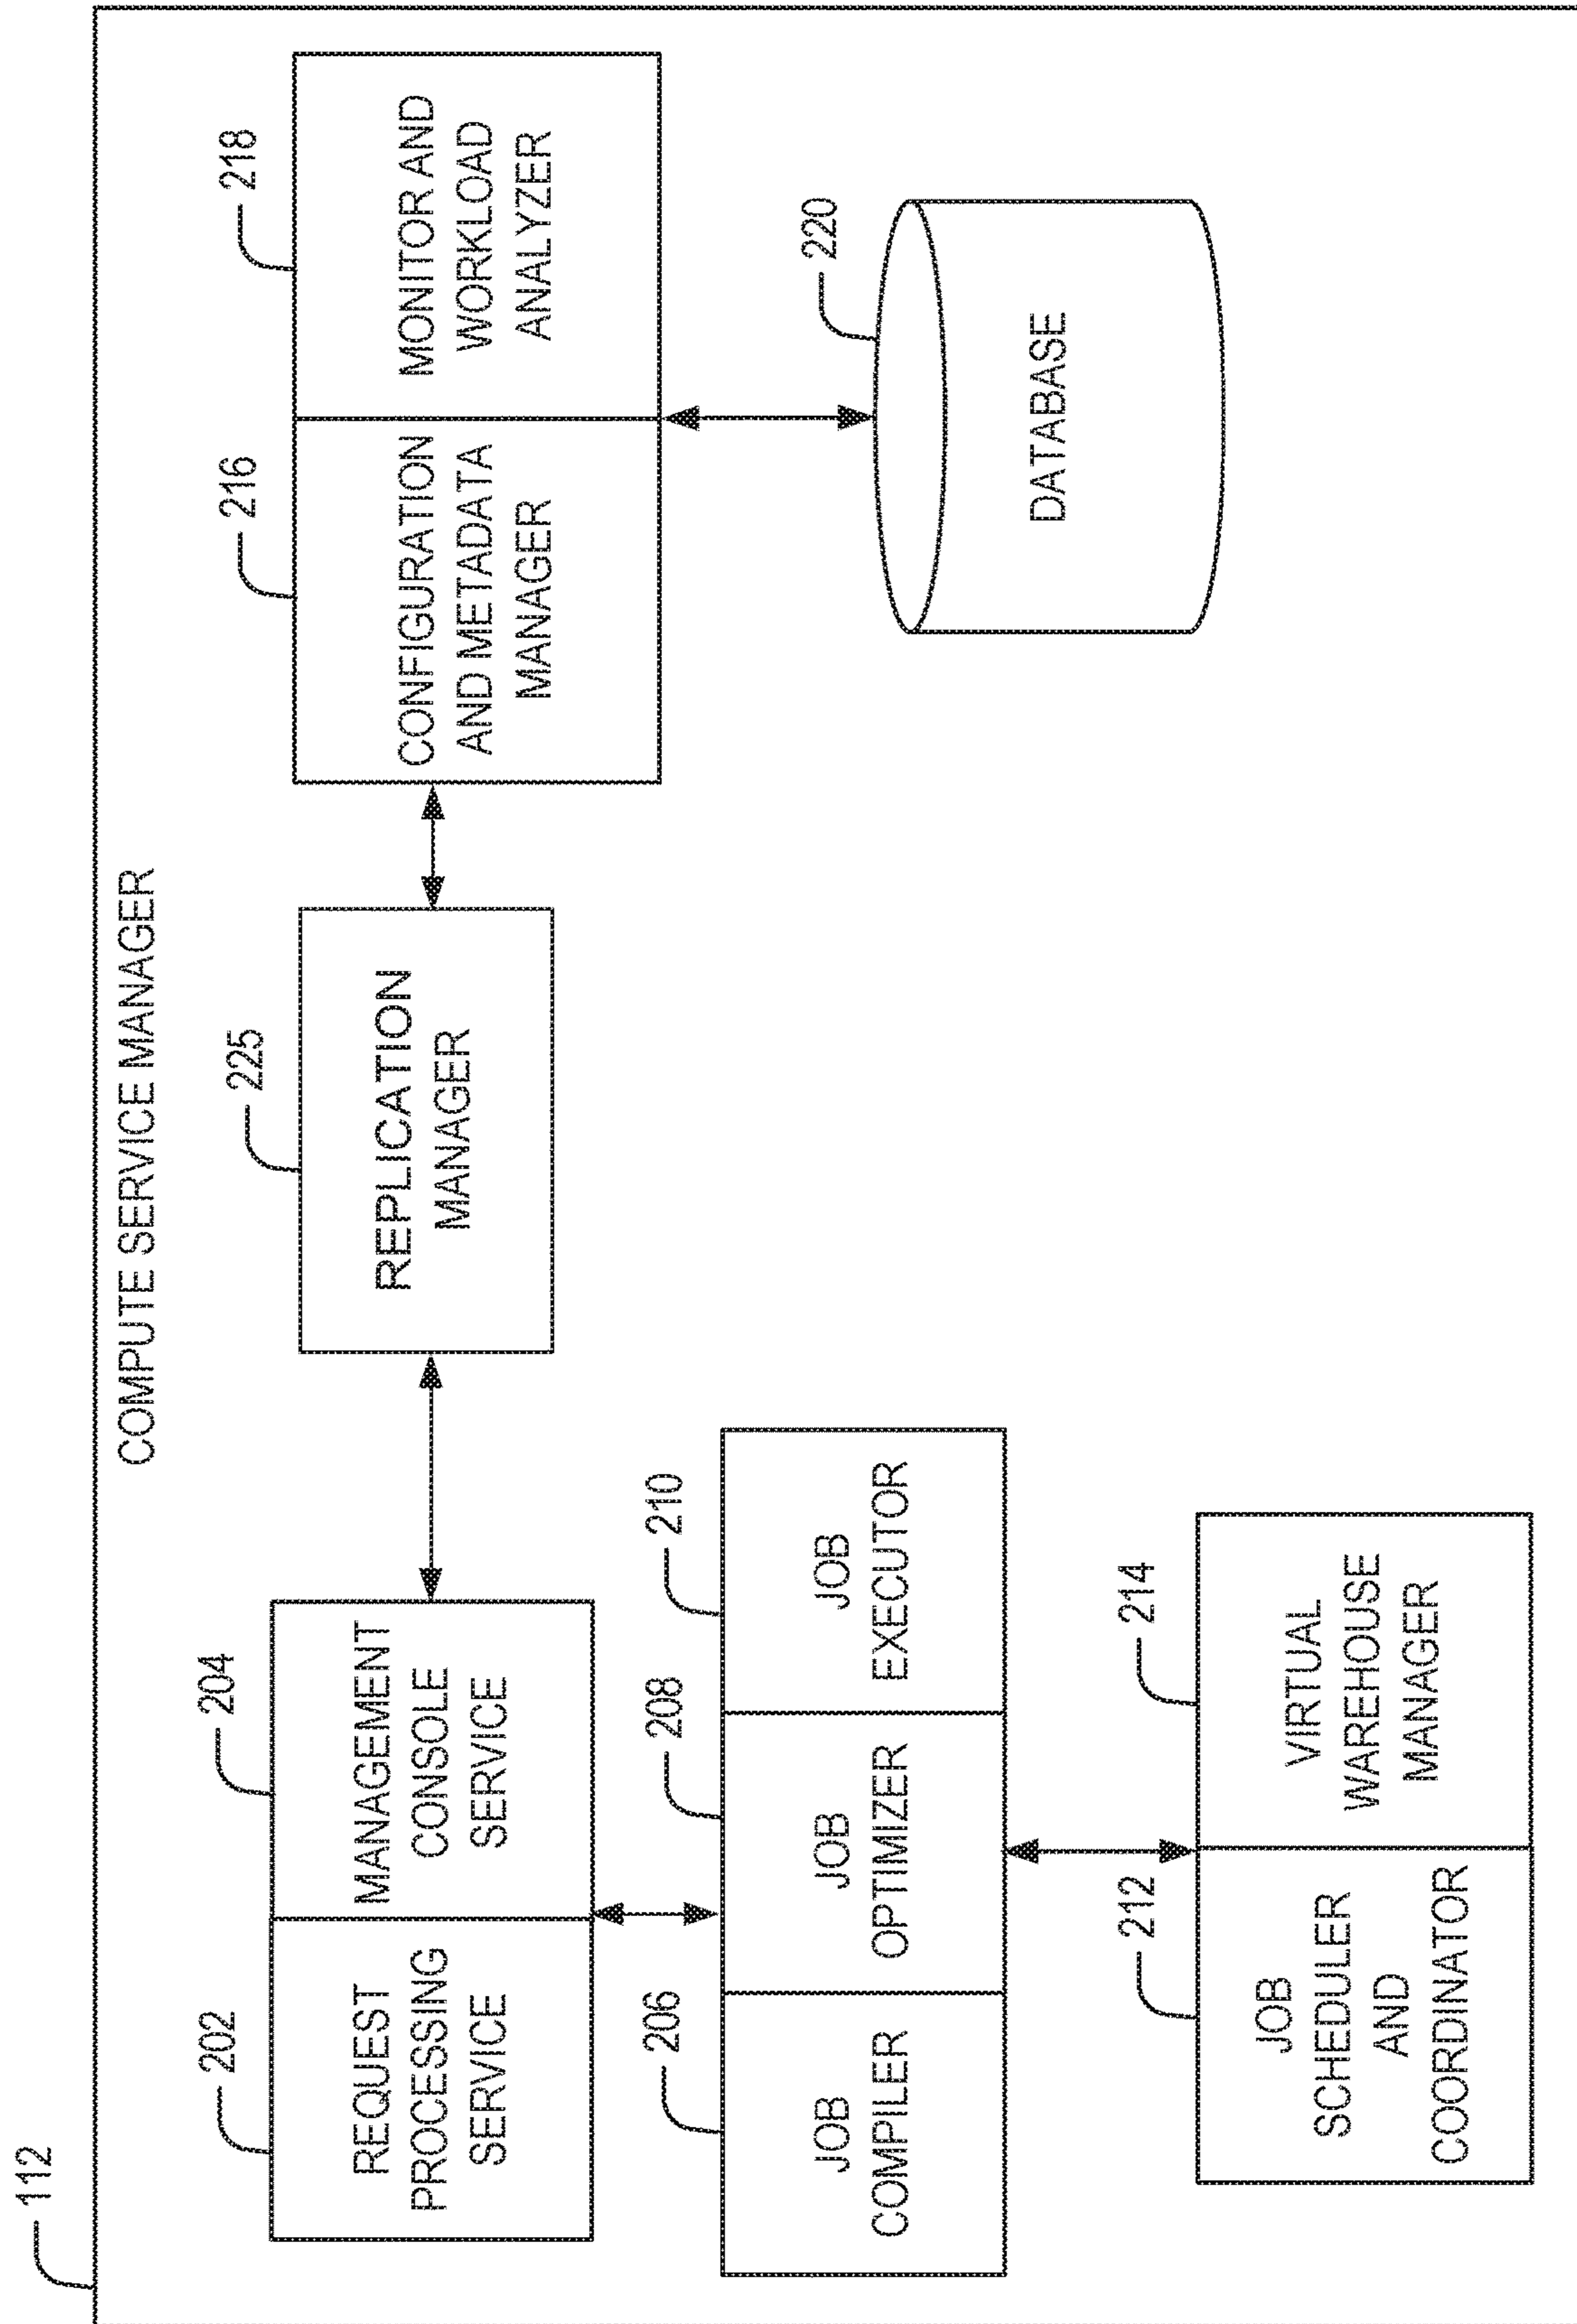 112
COMPUTE SERVICE MANAGER
202
REQUEST
PROCESSING
SERVICE
204
MANAGEMENT
CONSOLE
SERVICE
225
REPLICATION
MANAGER
216
CONFIGURATION
AND METADATA
MANAGER
218
MONITOR AND
WORKLOAD
ANALYZER
206
JOB
COMPILER
208
JOB
OPTIMIZER
210
JOB
EXECUTOR
220
DATABASE
212
JOB
SCHEDULER
AND
COORDINATOR
214
VIRTUAL
WAREHOUSE
MANAGER